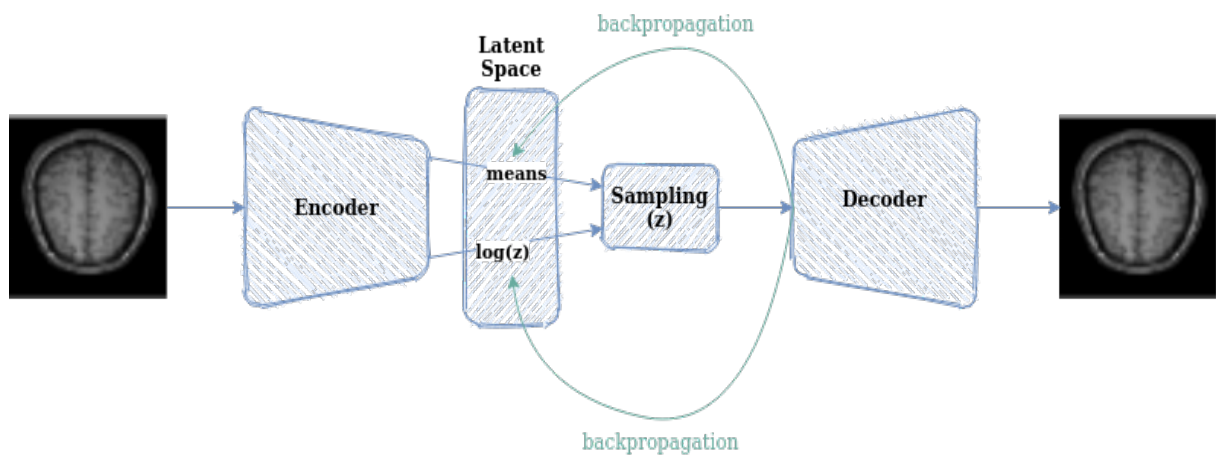 backpropagation
Latent
Space
means
Encoder
Sampling
(z)
Decoder
log(z)
backpropagation